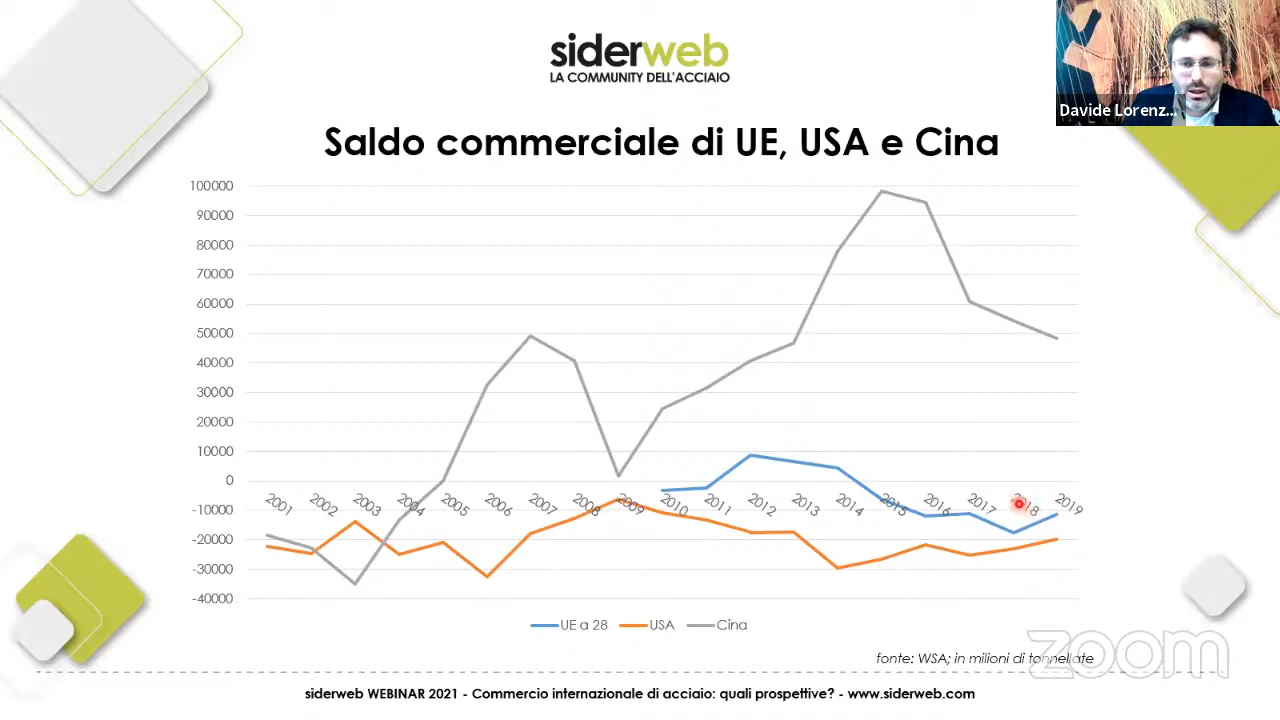 siderweb
LA COMMUNITY DELL'ACCIAIO
Davide Lorenz...
Saldo commerciale di UE, USA e Cina
100000
90000
80000
70000
60000
50000
40000
30000
20000
10000
0
-10000
-20000
-30000
-40000
2001 2002 2003 2004 2005 2006 2007 2008 2009 2010 2011 2012 2013 2014 2015 2016 2017 2018 2019
UE a 28 USA Cina
fonte: WSA; in milioni di tonnellate
zoom
siderweb WEBINAR 2021 - Commercio internazionale di acciaio: quali prospettive? - www.siderweb.com